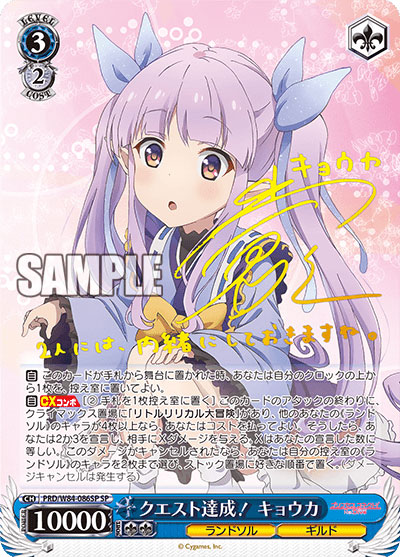 LEVEL
3
2
COST
キョウカ
SAMPLE
2人には、内緒にしておきますね。
自 このカードが手札から舞台に置かれた時、あなたは自分のクロックの上から1枚を、控え室に置いてよい。
自 CXコンボ [② 手札を1枚控え室に置く] このカードのアタックの終わりに、
クライマックス置場に「リトルリリカル大冒険」があり、他のあなたの《ランド
ソル》のキャラが4枚以上なら、あなたはコストを払ってよい。そうしたら、あ
なたは2か3を宣言し、相手にXダメージを与える。Xはあなたの宣言した数に
等しい。このダメージがキャンセルされた時、あなたは自分の控え室の《ラン
ドソル》のキャラを2枚まで選び、ストック置場に好きな順番で置く。(ダメー
ジキャンセルは発生する)
CH
PRD/W84-086SP SP
クエスト達成! キョウカ
POWER
10000
SOUL
ランドソル
ギルド
© Cygames, Inc.